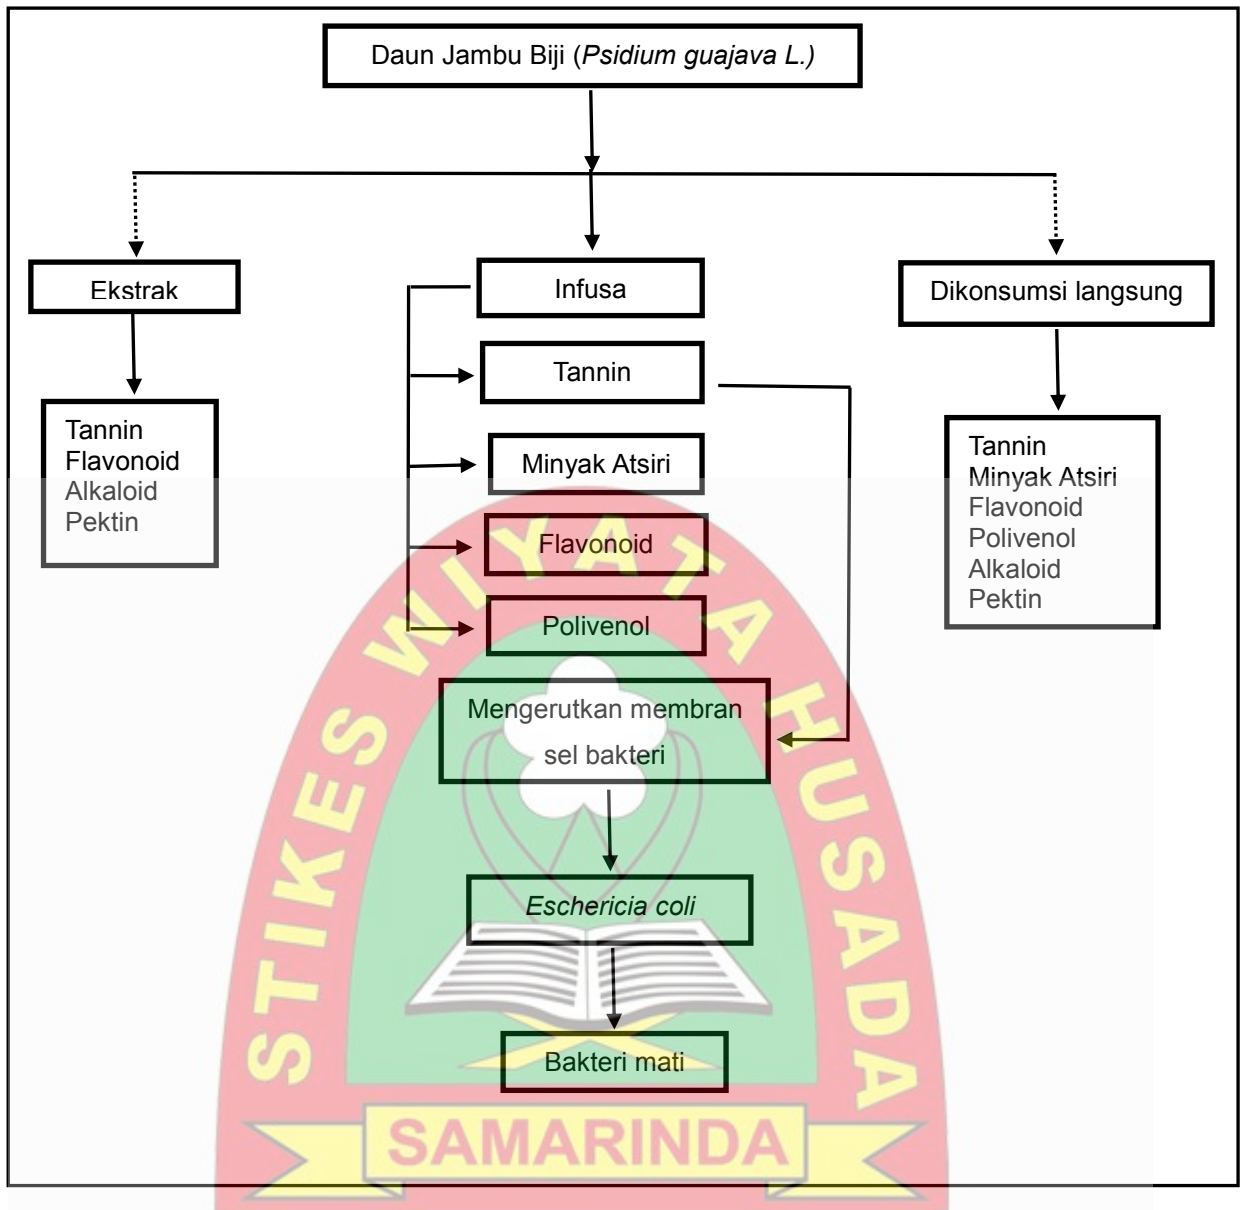 Daun Jambu Biji (Psidium guajava L.)
Ekstrak
Infusa
Dikonsumsi langsung
Tannin
Flavonoid
Alkaloid
Pektin
Tannin
Minyak Atsiri
Flavonoid
Polivenol
Tannin
Minyak Atsiri
Flavonoid
Polivenol
Alkaloid
Pektin
Mengerutkan membran
sel bakteri
Eschericia coli
Bakteri mati
STIKES WIYATA HUSADA
SAMARINDA